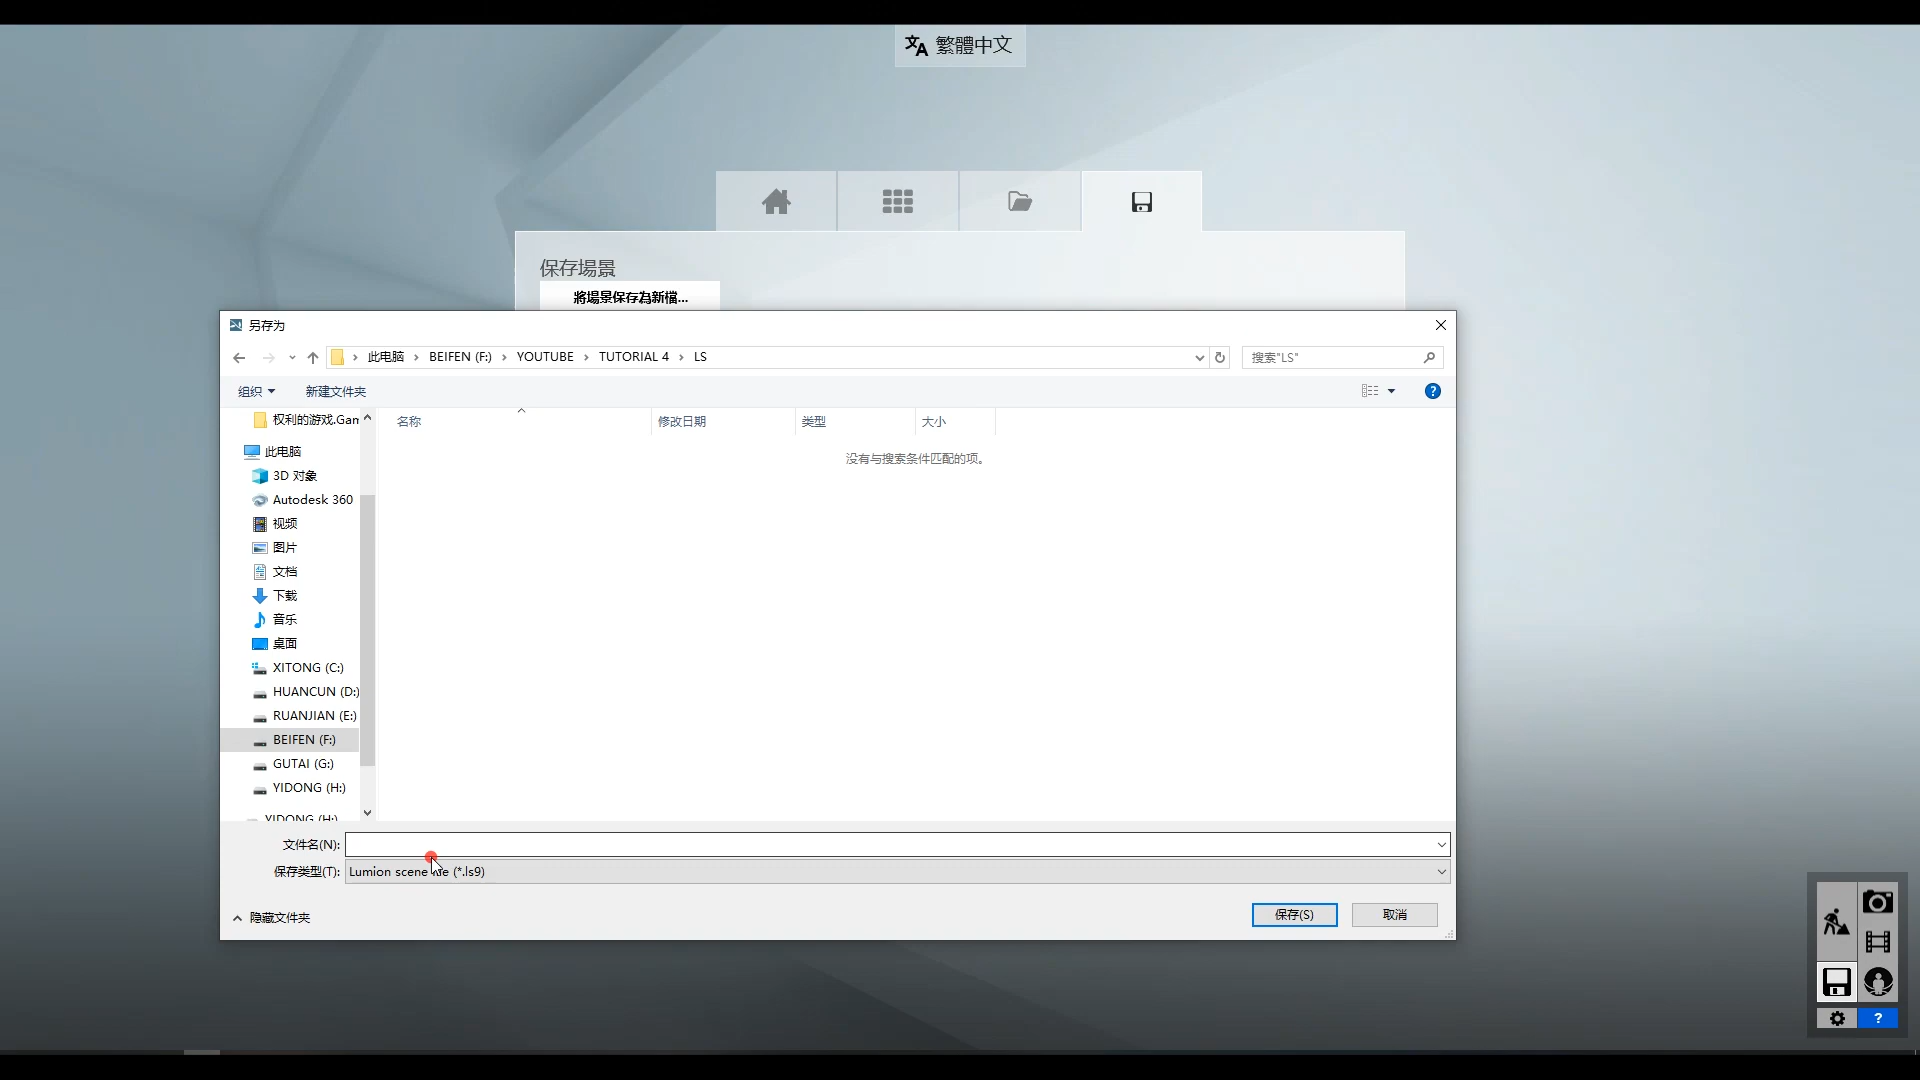 繁體中文
保存場景
將場景保存為新檔...
另存为
此电脑 › BEIFEN (F:) › YOUTUBE › TUTORIAL 4 › LS
搜索"LS"
组织
新建文件夹
权利的游戏.Gam
此电脑
3D 对象
Autodesk 360
视频
图片
文档
下载
音乐
桌面
XITONG (C:)
HUANCUN (D:)
RUANJIAN (E:)
BEIFEN (F:)
GUTAI (G:)
YIDONG (H:)
YIDONG (H:)
名称
修改日期
类型
大小
没有与搜索条件匹配的项。
文件名(N):
保存类型(T):
Lumion scene file (*.ls9)
隐藏文件夹
保存(S)
取消
?
?